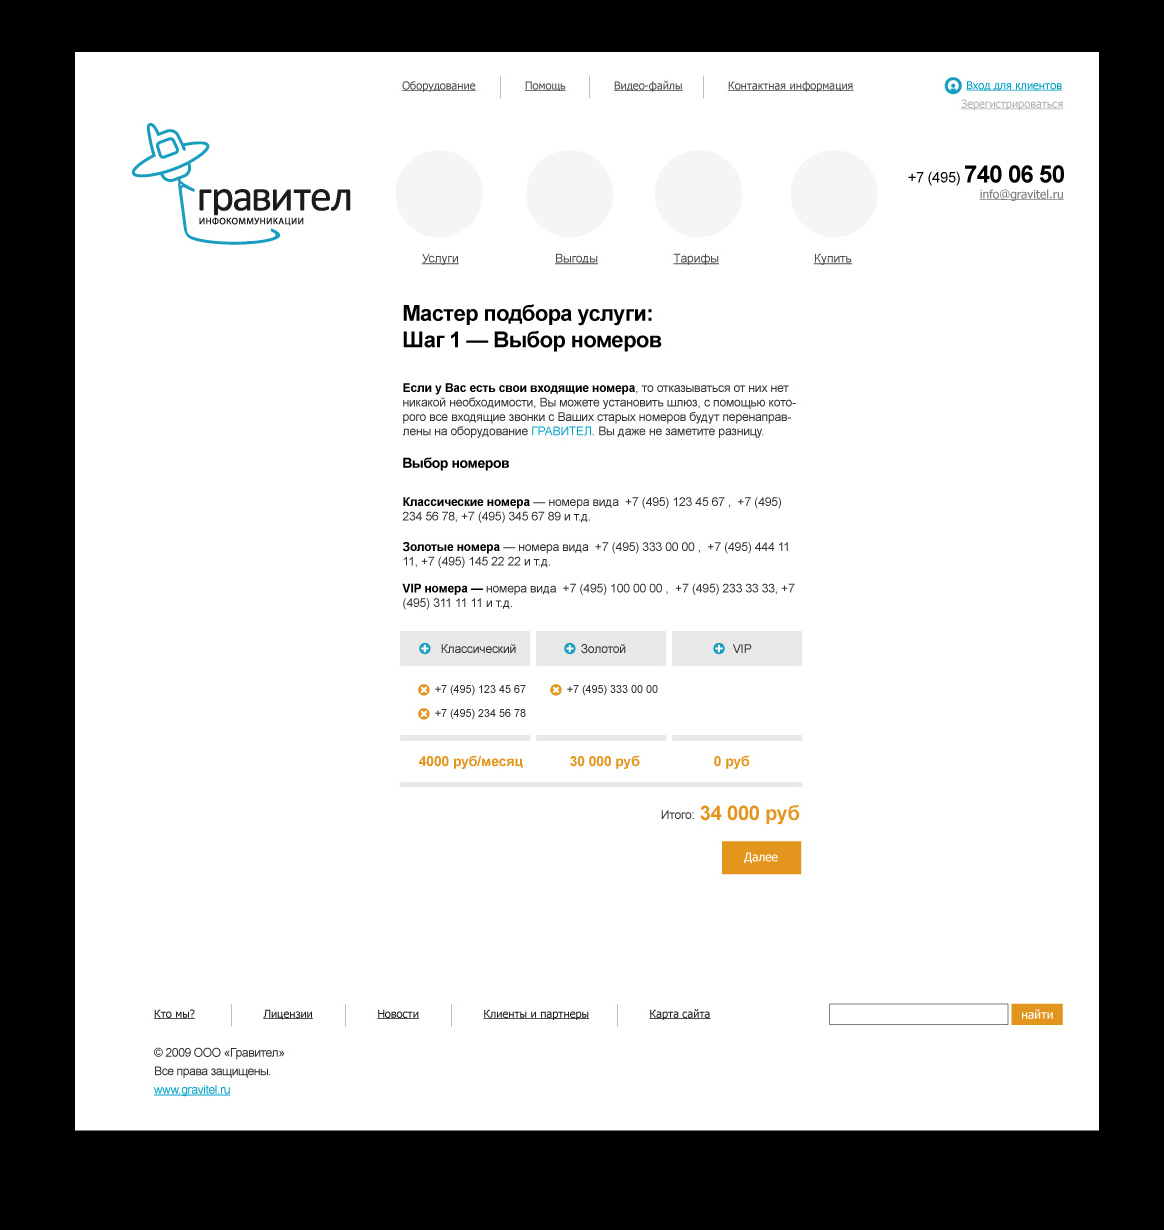 Оборудование
Помощь
Видео-файлы
Контактная информация
Вход для клиентов
Зерегистрироваться
гравител
ИНФОКОММУНИКАЦИИ
+7 (495) 740 06 50
info@gravitel.ru
Услуги
Выгоды
Тарифы
Купить
Мастер подбора услуги:
Шаг 1 — Выбор номеров
Если у Вас есть свои входящие номера, то отказываться от них нет
никакой необходимости, Вы можете установить шлюз, с помощью кото-
рого все входящие звонки с Ваших старых номеров будут перенаправ-
лены на оборудование ГРАВИТЕЛ. Вы даже не заметите разницу.
Выбор номеров
Классические номера — номера вида +7 (495) 123 45 67 , +7 (495)
234 56 78, +7 (495) 345 67 89 и т.д.
Золотые номера — номера вида +7 (495) 333 00 00 , +7 (495) 444 11
11, +7 (495) 145 22 22 и т.д.
VIP номера — номера вида +7 (495) 100 00 00 , +7 (495) 233 33 33, +7
(495) 311 11 11 и т.д.
Классический
Золотой
VIP
+7 (495) 123 45 67
+7 (495) 333 00 00
+7 (495) 234 56 78
4000 руб/месяц
30 000 руб
0 руб
Итого: 34 000 руб
Далее
Кто мы?
Лицензии
Новости
Клиенты и партнеры
Карта сайта
найти
© 2009 ООО «Гравител»
Все права защищены.
www.gravitel.ru